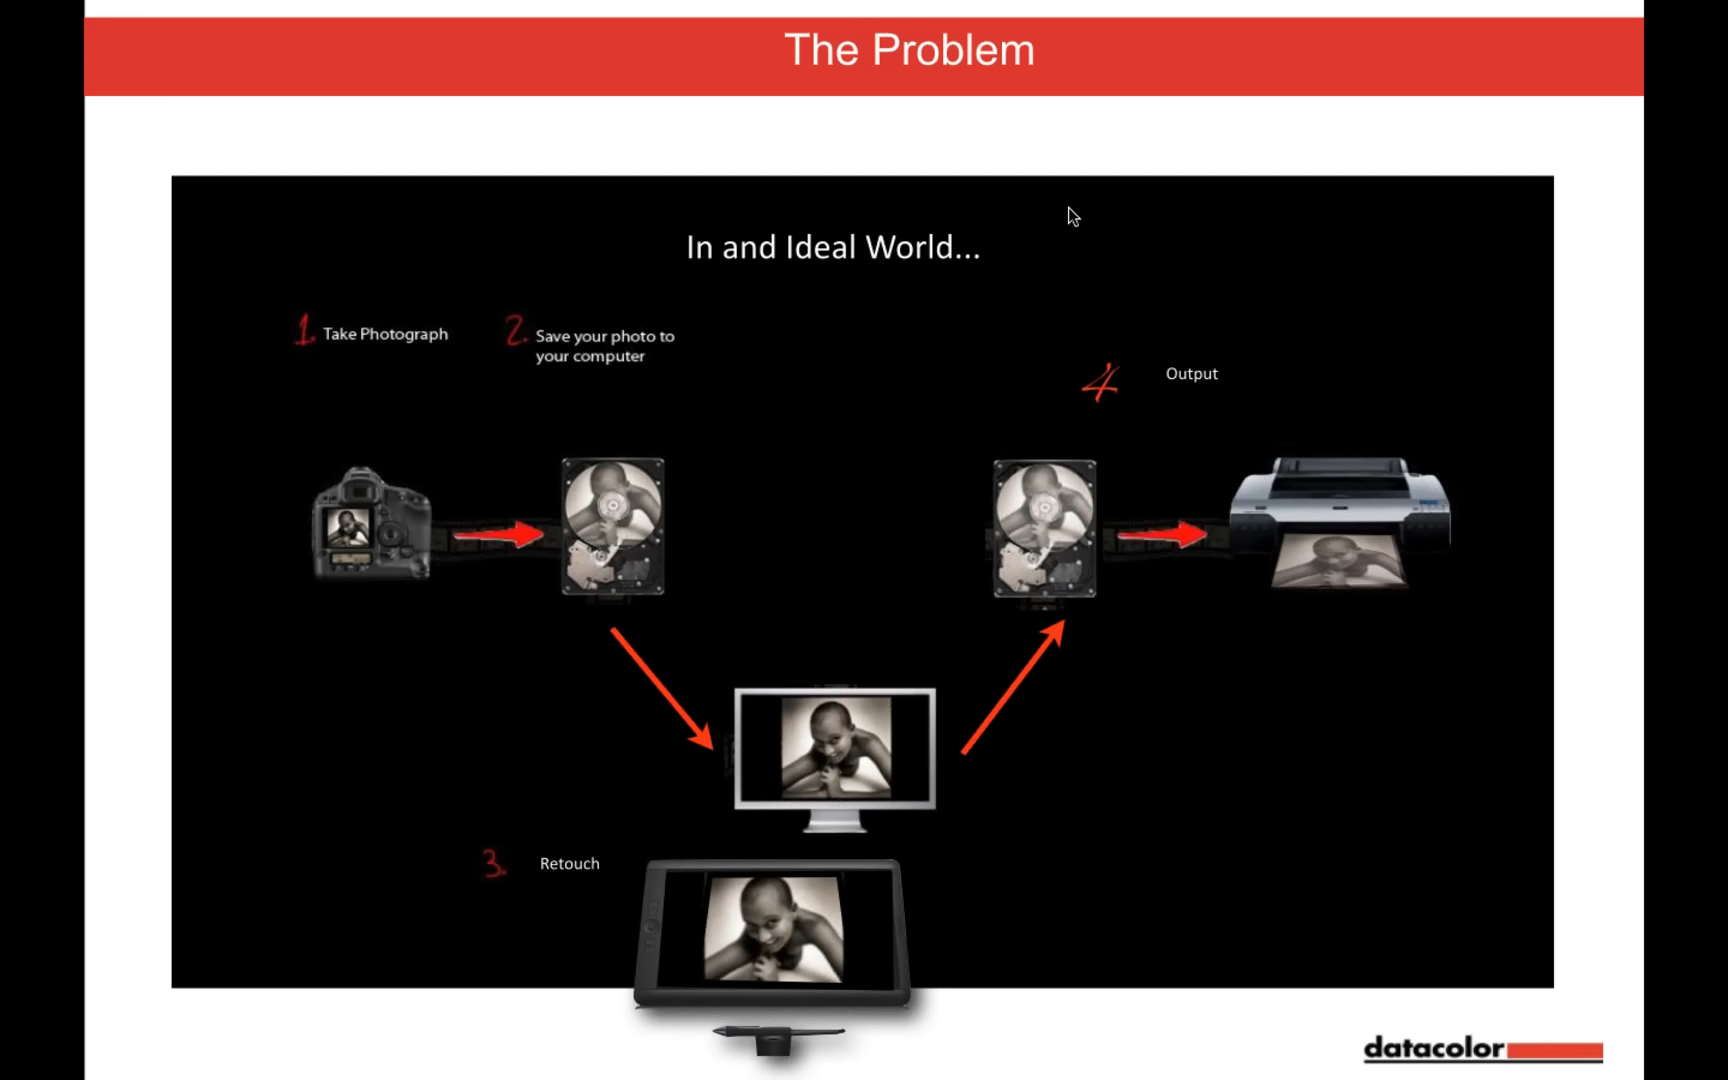 The Problem
In and Ideal World...
1. Take Photograph
2. Save your photo to
your computer
4 Output
3. Retouch
datacolor